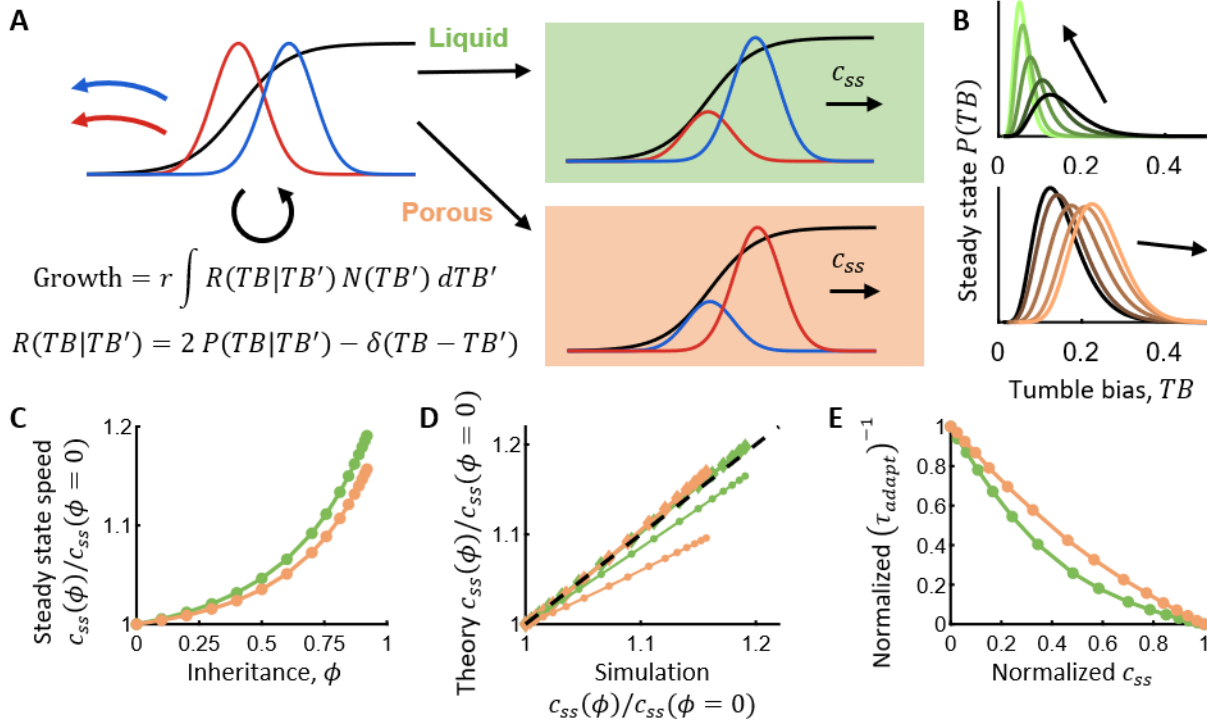 A
Liquid
c_ss
Porous
c_ss
Growth = r ∫ R(TB|TB′) N(TB′) dTB′
R(TB|TB′) = 2 P(TB|TB′) − δ(TB − TB′)
B
Steady state P(TB)
0 0.2 0.4
0 0.2 0.4
Tumble bias, TB
C
Steady state speed
c_ss(ϕ)/c_ss(ϕ = 0)
1.2
1.1
1
0 0.25 0.5 0.75 1
Inheritance, ϕ
D
Theory c_ss(ϕ)/c_ss(ϕ = 0)
1.2
1.1
1
1 1.1 1.2
Simulation
c_ss(ϕ)/c_ss(ϕ = 0)
E
Normalized (τ_adapt)^−1
1
0.8
0.6
0.4
0.2
0
0 0.2 0.4 0.6 0.8 1
Normalized c_ss